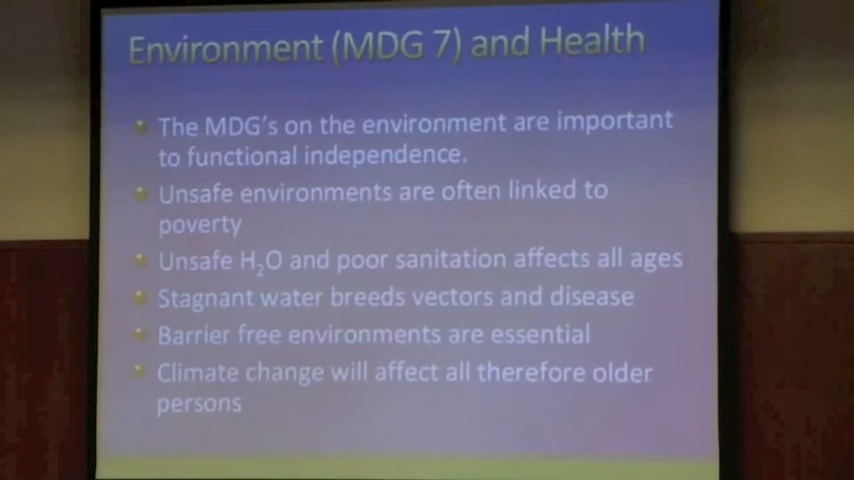 Environment (MDG 7) and Health
The MDG's on the environment are important
to functional independence.
Unsafe environments are often linked to
poverty
Unsafe H₂O and poor sanitation affects all ages
Stagnant water breeds vectors and disease
Barrier free environments are essential
Climate change will affect all therefore older
persons